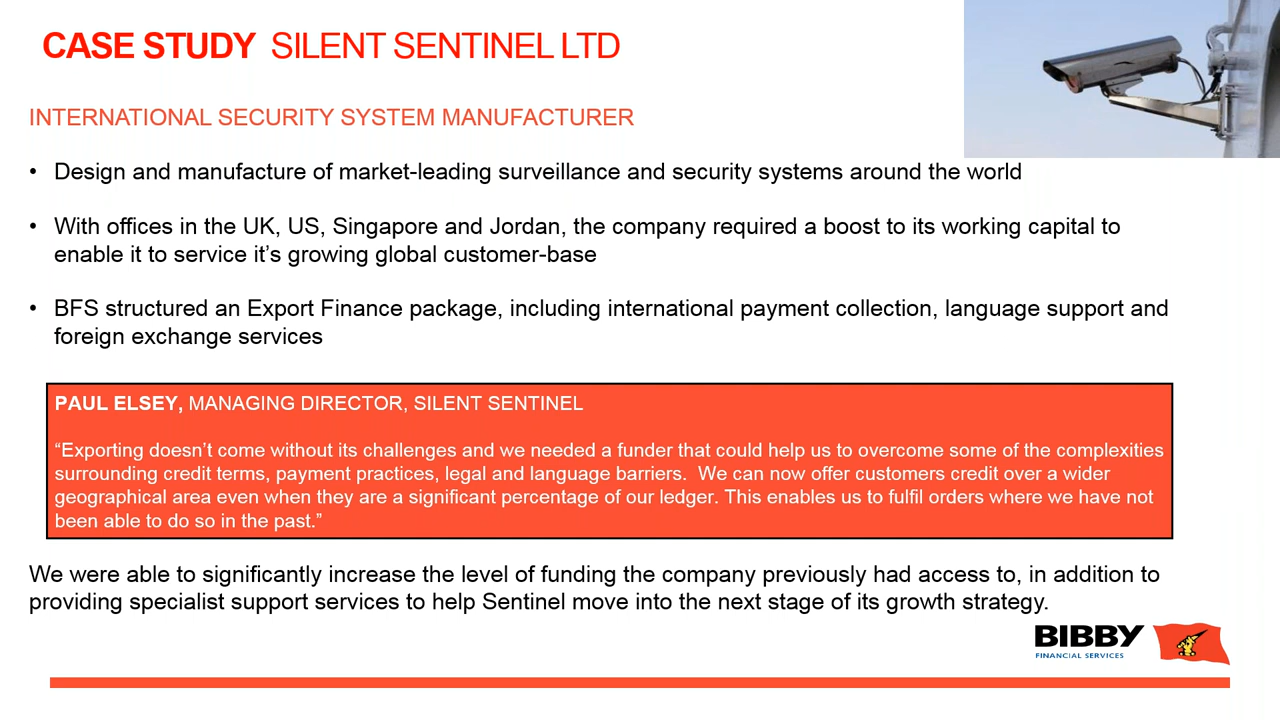 CASE STUDY SILENT SENTINEL LTD
INTERNATIONAL SECURITY SYSTEM MANUFACTURER
• Design and manufacture of market-leading surveillance and security systems around the world
• With offices in the UK, US, Singapore and Jordan, the company required a boost to its working capital to
enable it to service it’s growing global customer-base
• BFS structured an Export Finance package, including international payment collection, language support and
foreign exchange services
PAUL ELSEY, MANAGING DIRECTOR, SILENT SENTINEL
“Exporting doesn’t come without its challenges and we needed a funder that could help us to overcome some of the complexities
surrounding credit terms, payment practices, legal and language barriers.  We can now offer customers credit over a wider
geographical area even when they are a significant percentage of our ledger. This enables us to fulfil orders where we have not
been able to do so in the past.”
We were able to significantly increase the level of funding the company previously had access to, in addition to
providing specialist support services to help Sentinel move into the next stage of its growth strategy.
BIBBY
FINANCIAL SERVICES